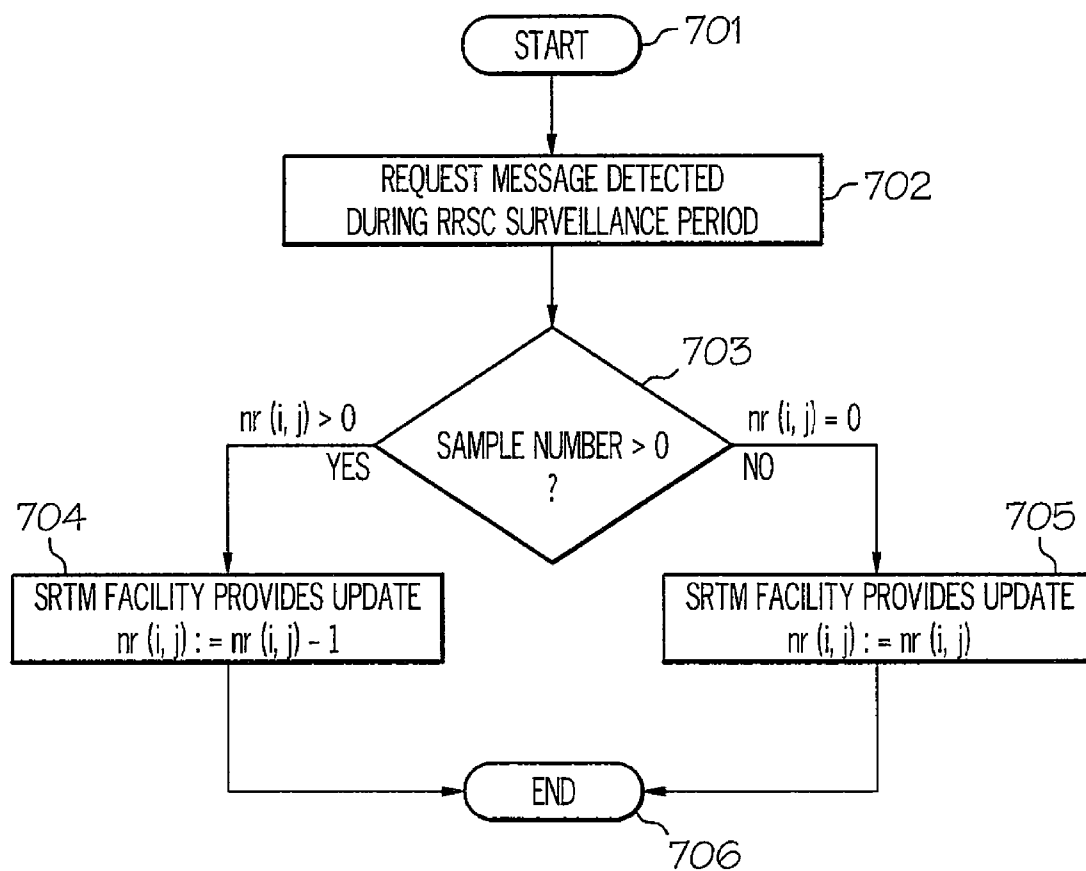 START
701
REQUEST MESSAGE DETECTED
DURING RRSC SURVEILLANCE PERIOD
702
703
nr (i, j) > 0
YES
SAMPLE NUMBER > 0
?
nr (i, j) = 0
NO
704
SRTM FACILITY PROVIDES UPDATE
nr (i, j) : = nr (i, j) - 1
705
SRTM FACILITY PROVIDES UPDATE
nr (i, j) : = nr (i, j)
END
706